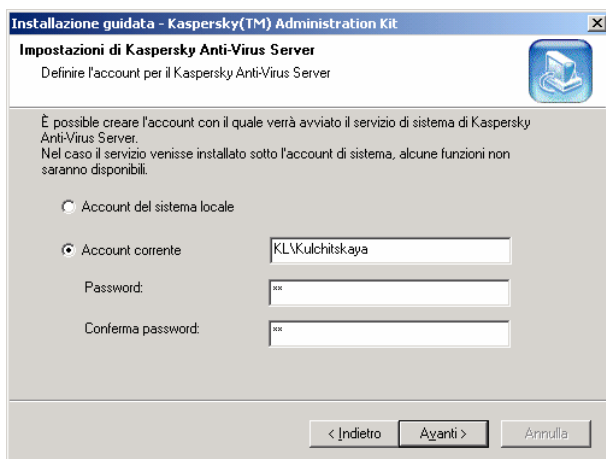 Installazione guidata - Kaspersky(TM) Administration Kit
Impostazioni di Kaspersky Anti-Virus Server
Definire l'account per il Kaspersky Anti-Virus Server
È possible creare l'account con il quale verrà avviato il servizio di sistema di Kaspersky
Anti-Virus Server.
Nel caso il servizio venisse installato sotto l'account di sistema, alcune funzioni non
saranno disponibili.
Account del sistema locale
Account corrente
KL\Kulchitskaya
Password:
**
Conferma password:
**
< Indietro
Avanti >
Annulla